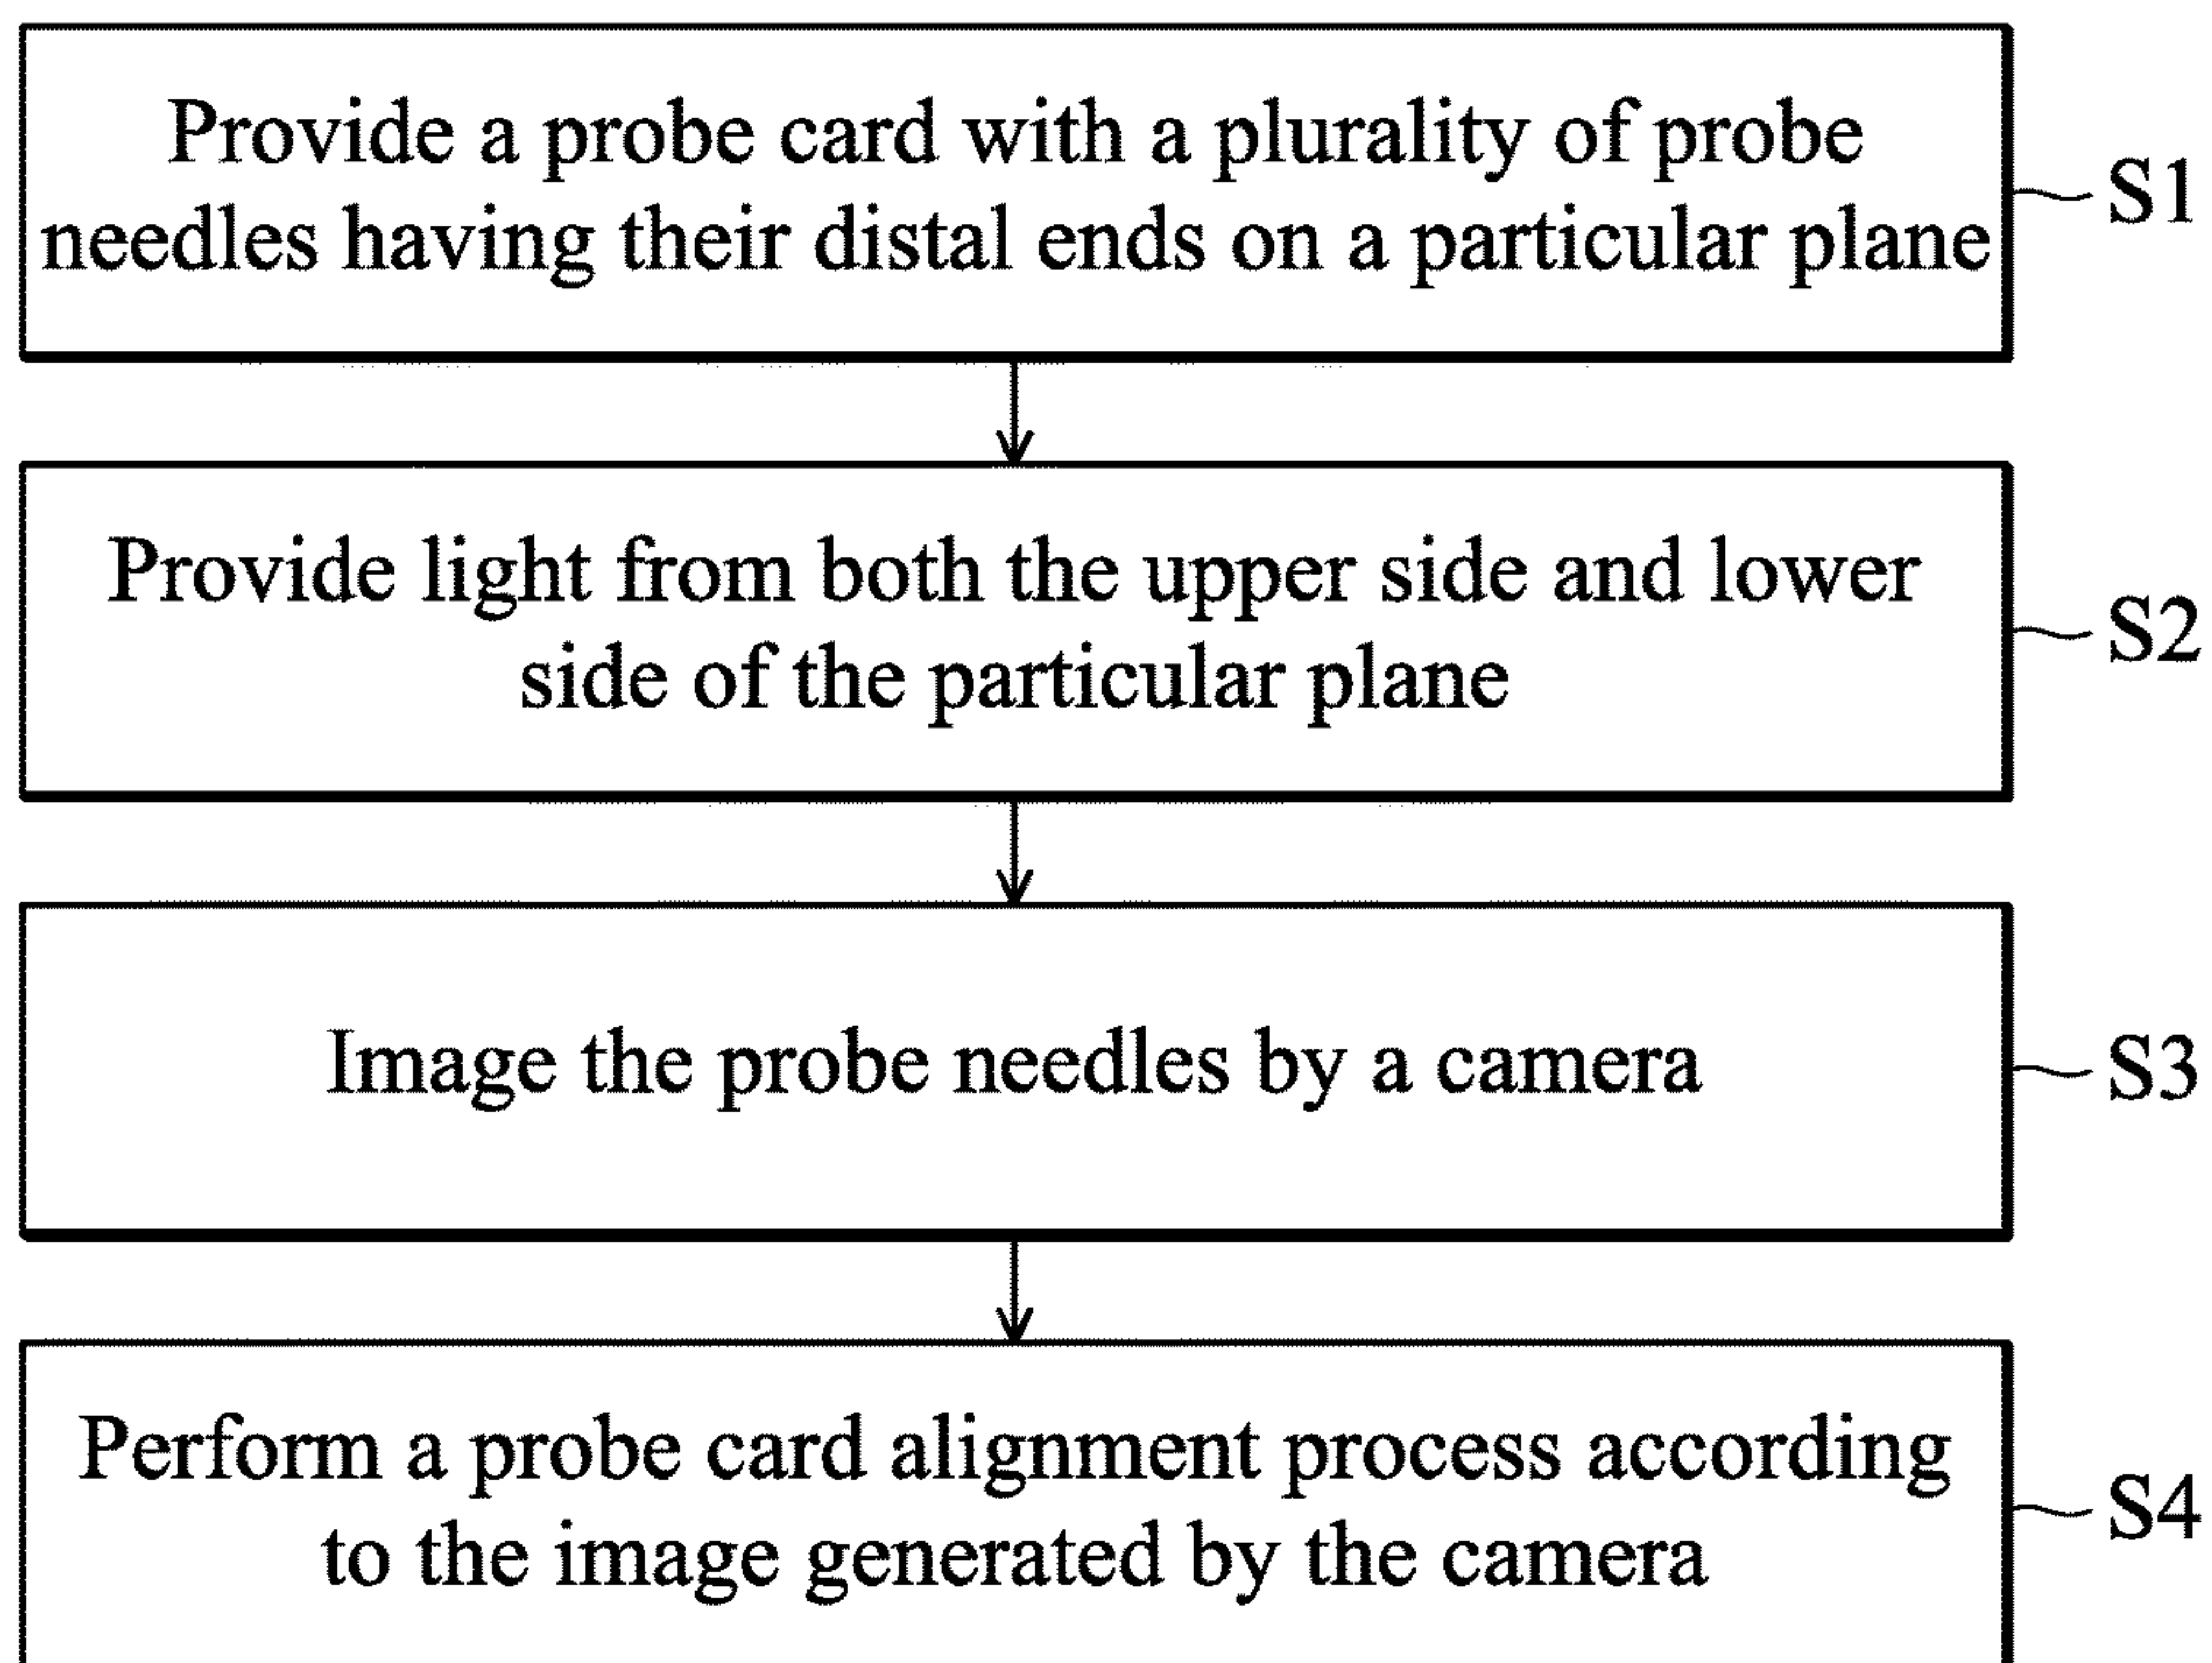 Provide a probe card with a plurality of probe
needles having their distal ends on a particular plane
S1
Provide light from both the upper side and lower
side of the particular plane
S2
Image the probe needles by a camera
S3
Perform a probe card alignment process according
to the image generated by the camera
S4